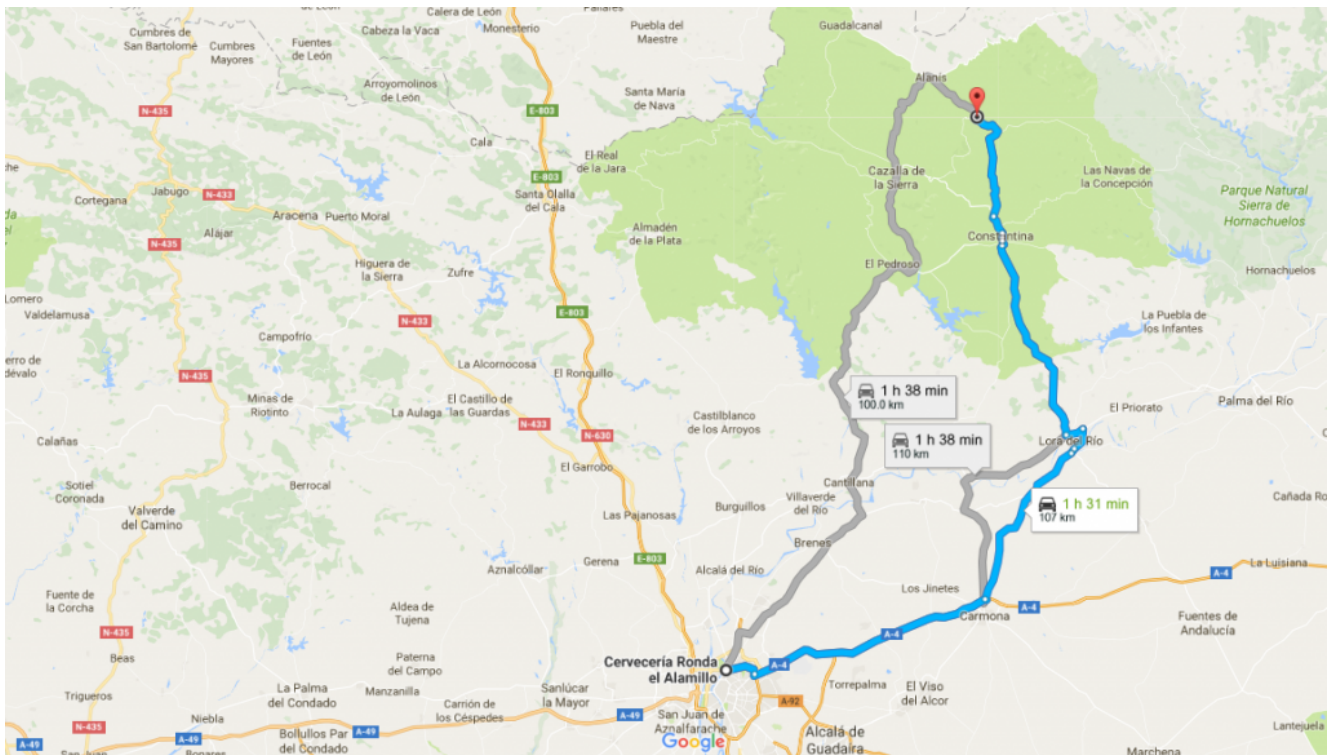 Cumbres de
San Bartolomé
Cumbres
Mayores
Fuentes
de León
Cabeza la Vaca
Calera de León
Monesterio
Pallares
Puebla del
Maestre
Guadalcanal
Arroyomolinos
de León
Santa María
de Nava
Alanís
N-435
E-803
Cala
El Real
de la Jara
E-803
Santa Olalla
del Cala
Cazalla de
la Sierra
Las Navas de
la Concepción
Parque Natural
Sierra de
Hornachuelos
Cortegana
Jabugo
N-433
Aracena
Puerto Moral
Alajar
N-435
Almadén
de la Plata
Constantina
El Pedroso
Hornachuelos
Higuera de
la Sierra
Zufre
Lomero
Valdelamusa
E-803
N-433
Campofrío
La Puebla de
los Infantes
La Alcornocosa
El Ronquillo
N-435
1 h 38 min
100.0 km
Minas de
Riotinto
La Aulaga
El Castillo de
las Guardas
N-433
Castilblanco
de los Arroyos
El Priorato
Palma del Río
Calañas
N-630
1 h 38 min
110 km
Lora del Río
El Garrobo
Sotiel
Coronada
Berrocal
Cantillana
Valverde
del Camino
Las Pajanosas
Burguillos
Villaverde
del Río
1 h 31 min
107 km
Cañada Ro
Brenes
E-803
Gerena
Aznalcóllar
Alcalá del Río
Los Jinetes
A-4
La Luisiana
Fuente de
la Corcha
Aldea de
Tujena
A-4
Carmona
Fuentes de
Andalucía
N-435
A-4
Beas
Paterna
del Campo
Cervecería Ronda
el Alamillo
A-4
Trigueros
La Palma
del Condado
Manzanilla
Sanlúcar
la Mayor
Torrepalma
El Viso
del Alcor
A-92
Niebla
Carrión de
los Céspedes
A-49
San Juan de
Aznalfarache
N-435
A-49
Bollullos Par
del Condado
A-49
Google
Alcalá de
Guadaira
Lantejuela
San Juan
Bonares
Marchena